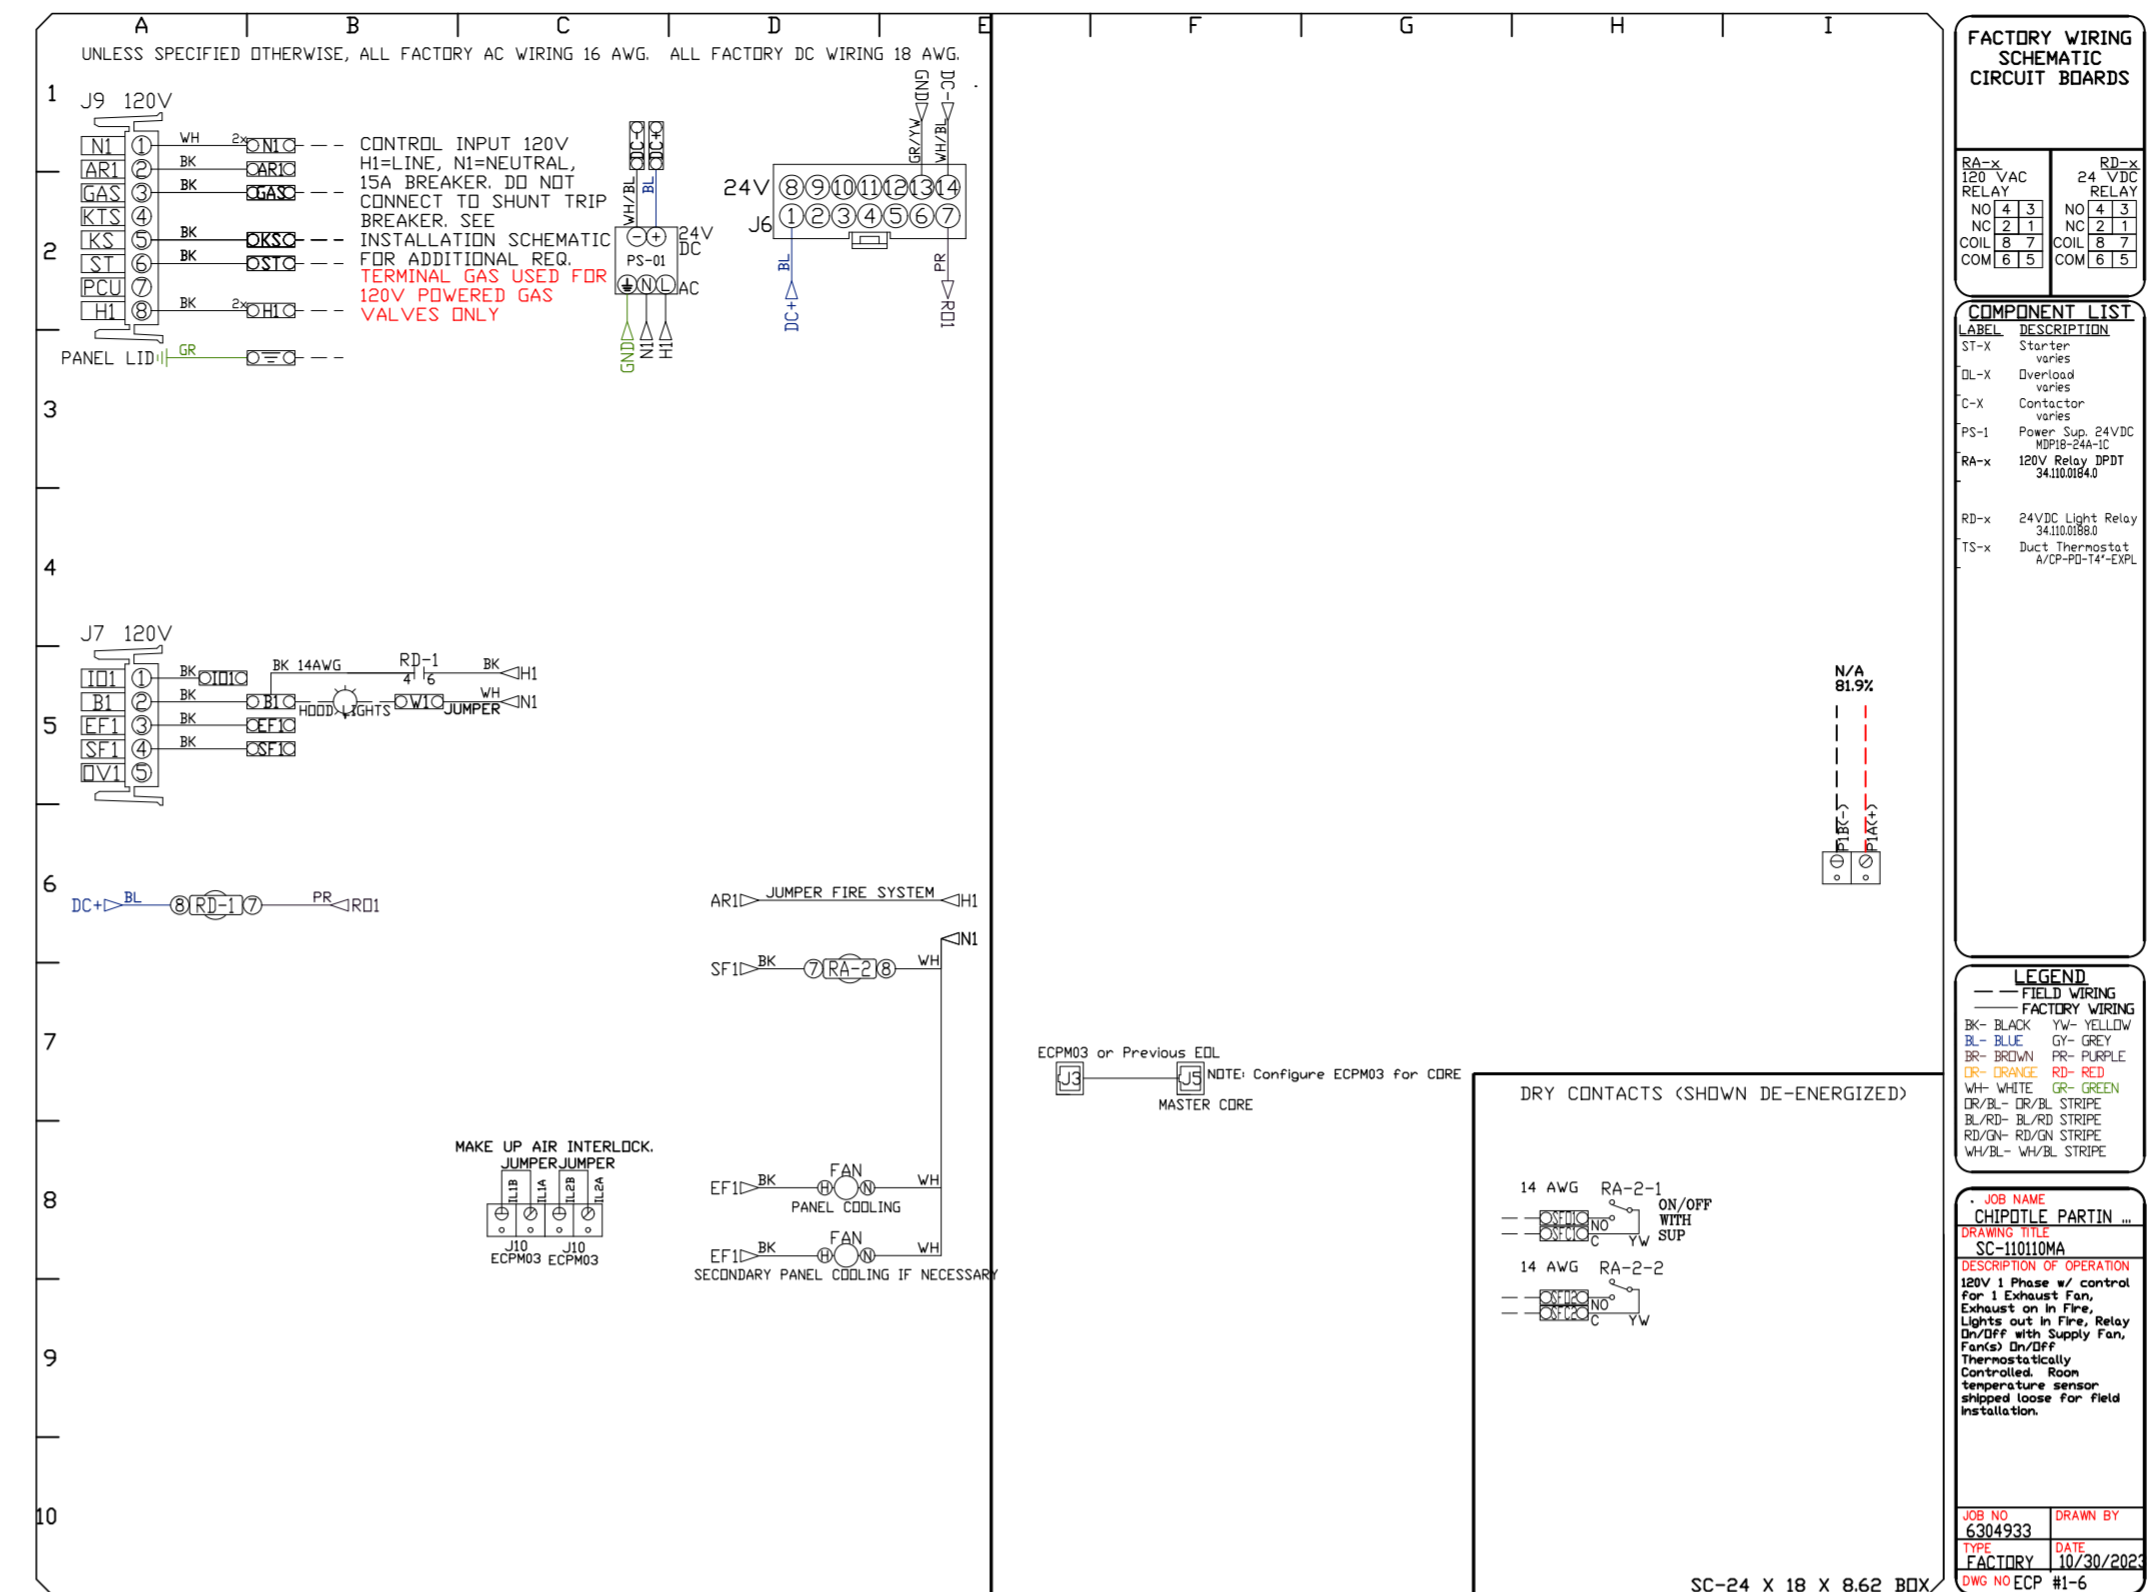 A B C D E F G H I
UNLESS SPECIFIED OTHERWISE, ALL FACTORY AC WIRING 16 AWG. ALL FACTORY DC WIRING 18 AWG.
1
2
3
4
5
6
7
8
9
10
J9 120V
N1 1 WH 2x N1
AR1 2 BK AR1
GAS 3 BK GAS
KTS 4
KS 5 BK KS
ST 6 BK ST
PCU 7
H1 8 BK 2x H1
PANEL LID GR
CONTROL INPUT 120V
H1=LINE, N1=NEUTRAL,
15A BREAKER. DO NOT
CONNECT TO SHUNT TRIP
BREAKER. SEE
INSTALLATION SCHEMATIC
FOR ADDITIONAL REQ.
TERMINAL GAS USED FOR
120V POWERED GAS
VALVES ONLY
DC- DC+
WH/BL BL
- + 24V
DC
PS-01
N L AC
GND N1 H1
GND DC-
GR/YW WH/BL
24V 8 9 10 11 12 13 14
J6 1 2 3 4 5 6 7
BL PR
DC+ RO1
J7 120V
IO1 1 BK IO1
B1 2 BK B1
EF1 3 BK EF1
SF1 4 BK SF1
OV1 5
BK 14AWG RD-1 BK H1
4 6
HOOD LIGHTS W1 WH N1
JUMPER
DC+ BL 8 RD-1 7 PR RO1
AR1 JUMPER FIRE SYSTEM H1
N1
SF1 BK 7 RA-2 8 WH
MAKE UP AIR INTERLOCK.
JUMPER JUMPER
IL1B IL1A IL2B IL2A
J10 J10
ECPM03 ECPM03
EF1 BK FAN WH
H N
PANEL COOLING
EF1 BK FAN WH
H N
SECONDARY PANEL COOLING IF NECESSARY
N/A
81.9%
P1B(-) P1A(+)
ECPM03 or Previous EOL
J3 J5 NOTE: Configure ECPM03 for CORE
MASTER CORE
DRY CONTACTS (SHOWN DE-ENERGIZED)
14 AWG RA-2-1
ON/OFF
WITH
SUP
SFO1 NO
SFC1 C YW
14 AWG RA-2-2
SFO2 NO
SFC2 C YW
SC-24 X 18 X 8.62 BOX
FACTORY WIRING
SCHEMATIC
CIRCUIT BOARDS
RA-x
120 VAC
RELAY
NO 4 3
NC 2 1
COIL 8 7
COM 6 5
RD-x
24 VDC
RELAY
NO 4 3
NC 2 1
COIL 8 7
COM 6 5
COMPONENT LIST
LABEL DESCRIPTION
ST-X Starter
varies
OL-X Overload
varies
C-X Contactor
varies
PS-1 Power Sup. 24VDC
MDP18-24A-1C
RA-x 120V Relay DPDT
34.110.0184.0
RD-x 24VDC Light Relay
34.110.0188.0
TS-x Duct Thermostat
A/CP-PO-T4"-EXPL
LEGEND
FIELD WIRING
FACTORY WIRING
BK- BLACK YW- YELLOW
BL- BLUE GY- GREY
BR- BROWN PR- PURPLE
OR- ORANGE RD- RED
WH- WHITE GR- GREEN
OR/BL- OR/BL STRIPE
BL/RD- BL/RD STRIPE
RD/GN- RD/GN STRIPE
WH/BL- WH/BL STRIPE
JOB NAME
CHIPOTLE PARTIN ...
DRAWING TITLE
SC-110110MA
DESCRIPTION OF OPERATION
120V 1 Phase w/ control
for 1 Exhaust Fan,
Exhaust on in Fire,
Lights out in Fire, Relay
On/Off with Supply Fan,
Fan(s) On/Off
Thermostatically
Controlled. Room
temperature sensor
shipped loose for field
installation.
JOB NO
6304933
DRAWN BY
TYPE
FACTORY
DATE
10/30/2023
DWG NO ECP #1-6